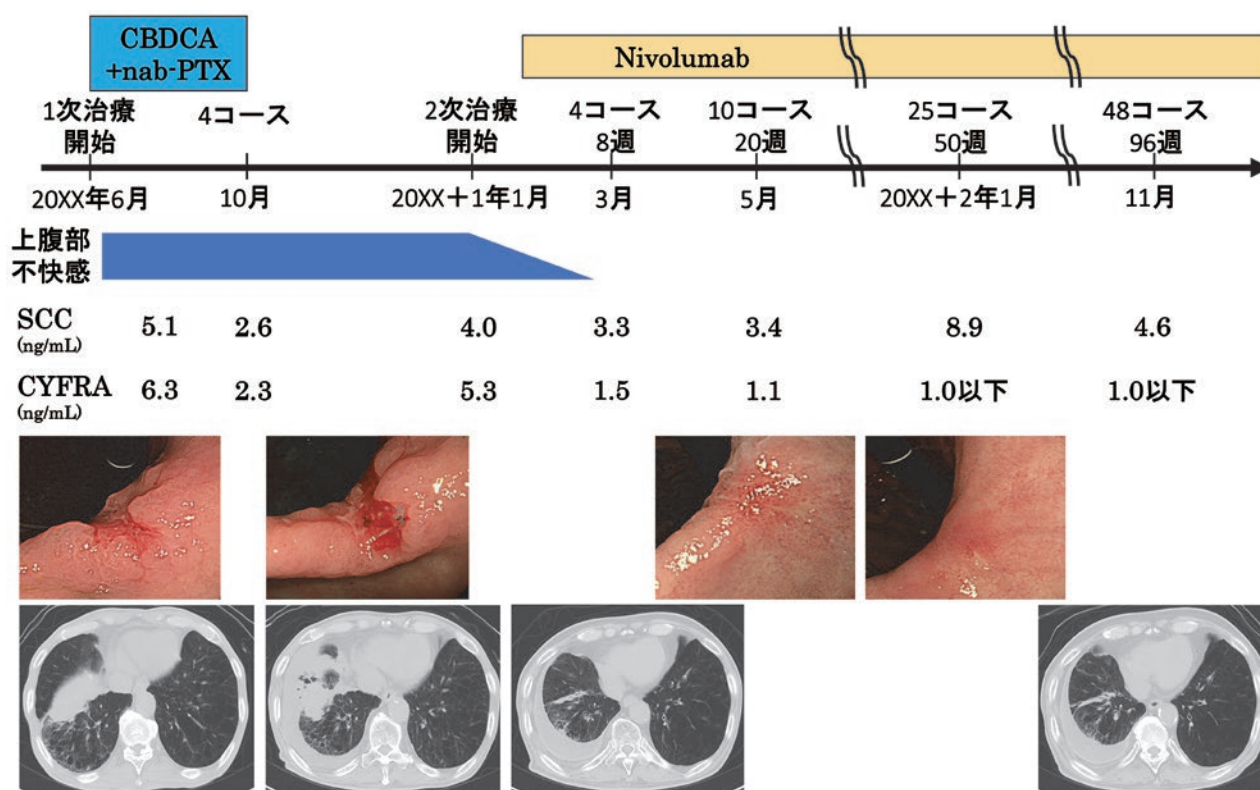 CBDCA
+nab-PTX
Nivolumab
1次治療
開始
4コース
2次治療
開始
4コース
8週
10コース
20週
25コース
50週
48コース
96週
20XX年6月
10月
20XX+1年1月
3月
5月
20XX+2年1月
11月
上腹部
不快感
SCC
(ng/mL)
5.1 2.6 4.0 3.3 3.4 8.9 4.6
CYFRA
(ng/mL)
6.3 2.3 5.3 1.5 1.1 1.0以下 1.0以下